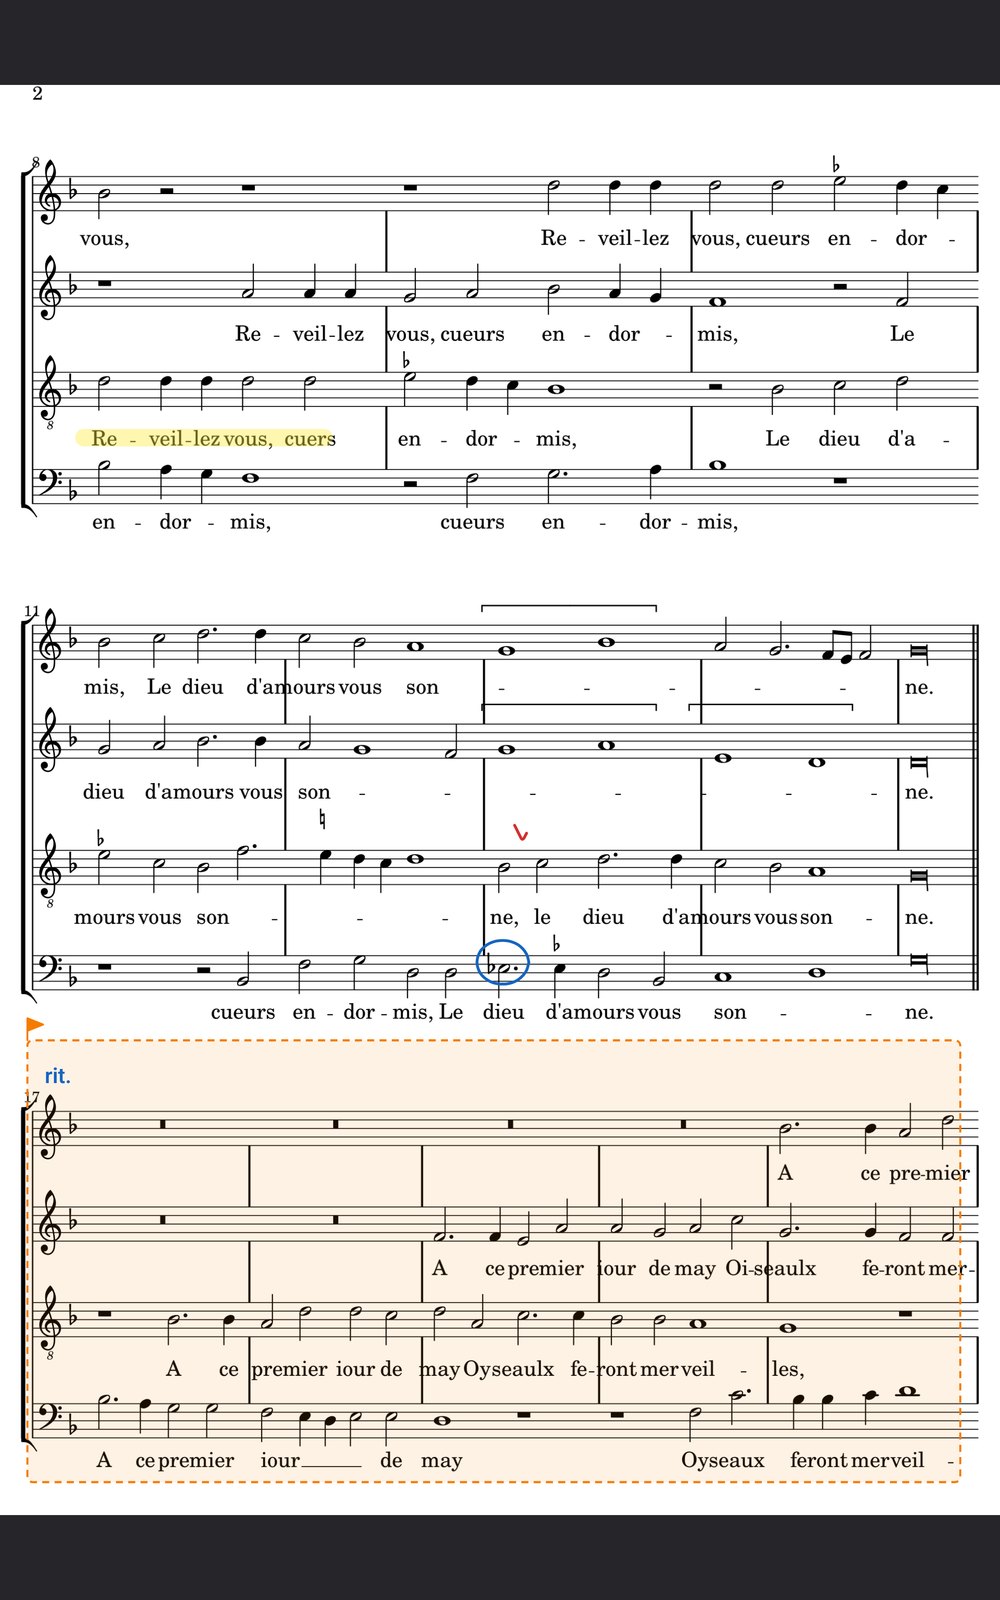 2
8
vous, Re - veil - lez vous, cueurs en - dor -
Re - veil - lez vous, cueurs en - dor - mis, Le
8
Re - veil - lez vous, cuers en - dor - mis, Le dieu d'a -
en - dor - mis, cueurs en - dor - mis,
11
mis, Le dieu d'amours vous son - - - - - ne.
dieu d'amours vous son - - - - - - - ne.
8
mours vous son - - - ne, le dieu d'amours vous son - ne.
cueurs en - dor - mis, Le dieu d'amours vous son - - ne.
rit.
17
A ce pre - mier
A ce premier iour de may Oi - seaulx fe - ront mer -
8
A ce premier iour de may Oyseaulx fe - ront mer veil - les,
A ce premier iour de may Oyseaux feront merveil -